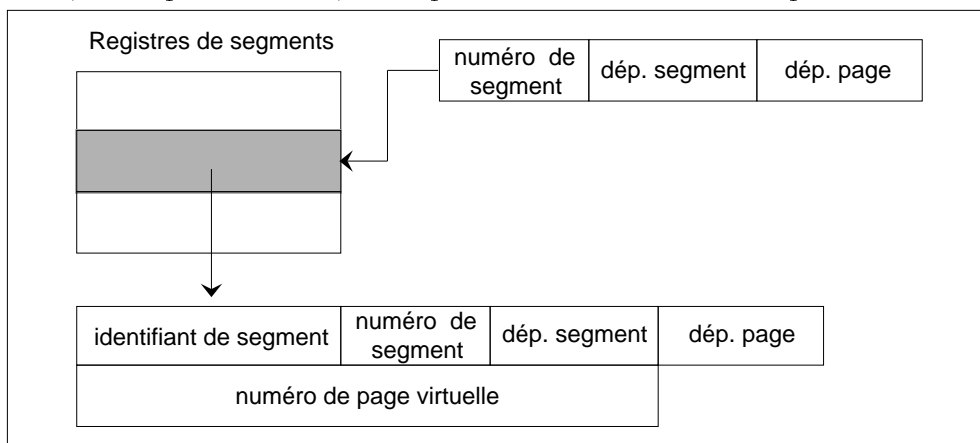 Registres de segments
numéro de
segment
dép. segment
dép. page
identifiant de segment
numéro de
segment
dép. segment
dép. page
numéro de page virtuelle